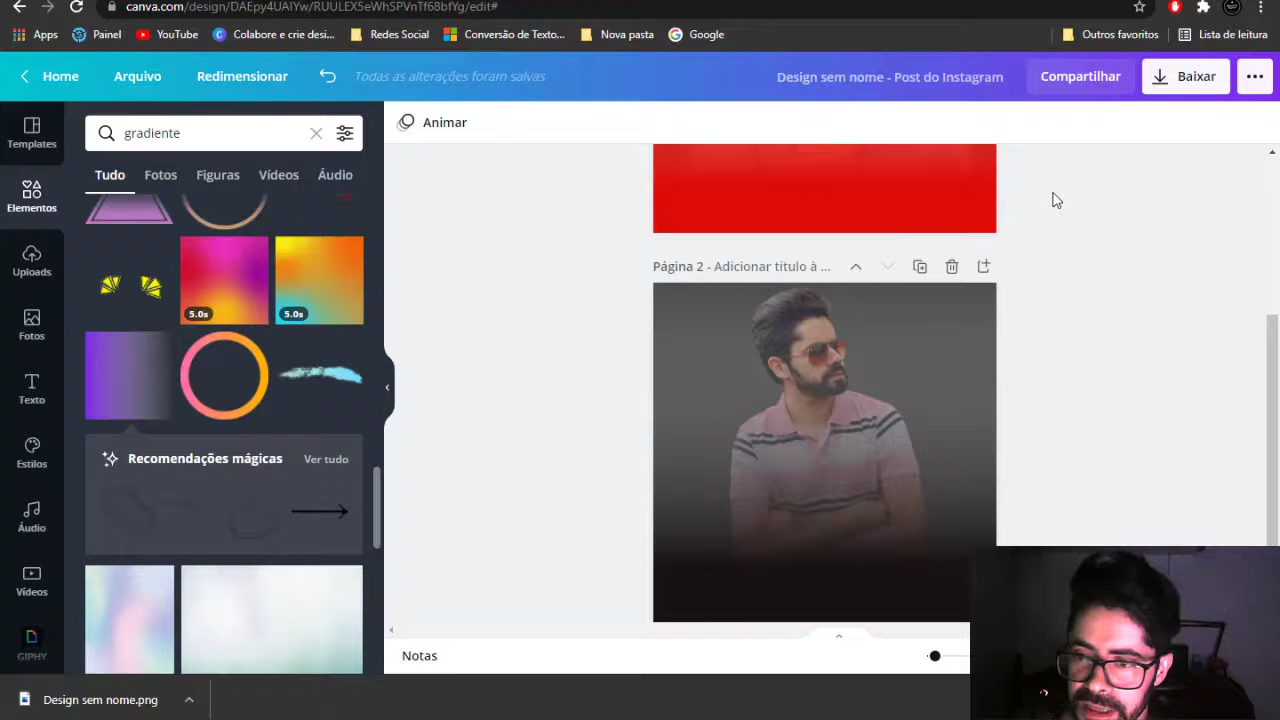 canva.com/design/DAEpy4UAlYw/RUULEX5eWhSPVnTf68bfYg/edit#
Apps
Painel
YouTube
Colabore e crie desi...
Redes Social
Conversão de Texto...
Nova pasta
Google
Outros favoritos
Lista de leitura
Home
Arquivo
Redimensionar
Todas as alterações foram salvas
Design sem nome - Post do Instagram
Compartilhar
Baixar
Templates
gradiente
Animar
Tudo
Fotos
Figuras
Vídeos
Áudio
Elementos
Uploads
Página 2 - Adicionar título à ...
5.0s
5.0s
Fotos
Texto
Estilos
Recomendações mágicas
Ver tudo
Áudio
Vídeos
GIPHY
Notas
Design sem nome.png